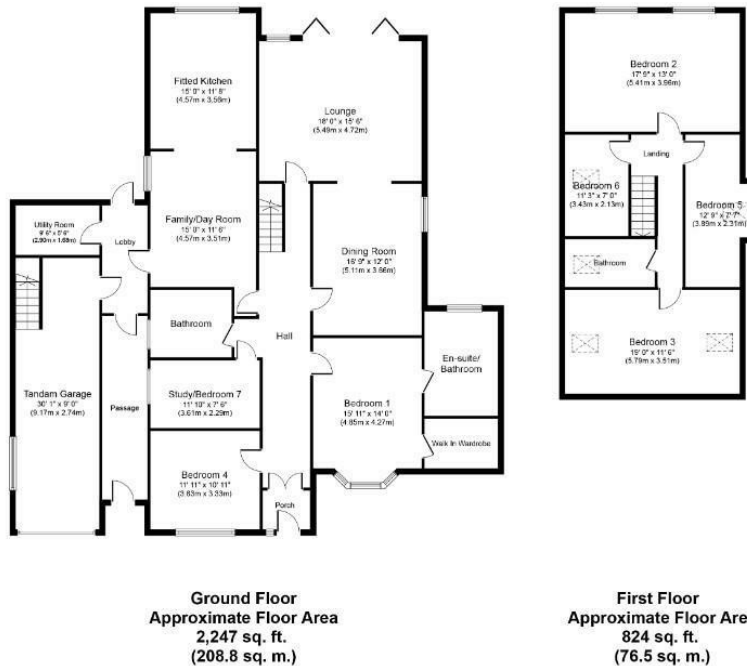 Fitted Kitchen
15' 0" x 11' 8"
(4.57m x 3.56m)
Lounge
18' 0" x 15' 6"
(5.49m x 4.72m)
Utility Room
9' 6" x 5' 6"
(2.90m x 1.68m)
Lobby
Family/Day Room
15' 0" x 11' 6"
(4.57m x 3.51m)
Dining Room
16' 9" x 12' 0"
(5.11m x 3.66m)
Bathroom
Hall
En-suite/
Bathroom
Tandam Garage
30' 1" x 9' 0"
(9.17m x 2.74m)
Passage
Study/Bedroom 7
11' 10" x 7' 6"
(3.61m x 2.29m)
Bedroom 1
15' 11" x 14' 0"
(4.85m x 4.27m)
Walk In Wardrobe
Bedroom 4
11' 11" x 10' 11"
(3.63m x 3.33m)
Porch
Ground Floor
Approximate Floor Area
2,247 sq. ft.
(208.8 sq. m.)
Bedroom 2
17' 9" x 13' 0"
(5.41m x 3.96m)
Landing
Bedroom 6
11' 3" x 7' 0"
(3.43m x 2.13m)
Bedroom 5
12' 9" x 7' 7"
(3.89m x 2.31m)
Bathroom
Bedroom 3
19' 0" x 11' 6"
(5.79m x 3.51m)
First Floor
Approximate Floor Are
824 sq. ft.
(76.5 sq. m.)